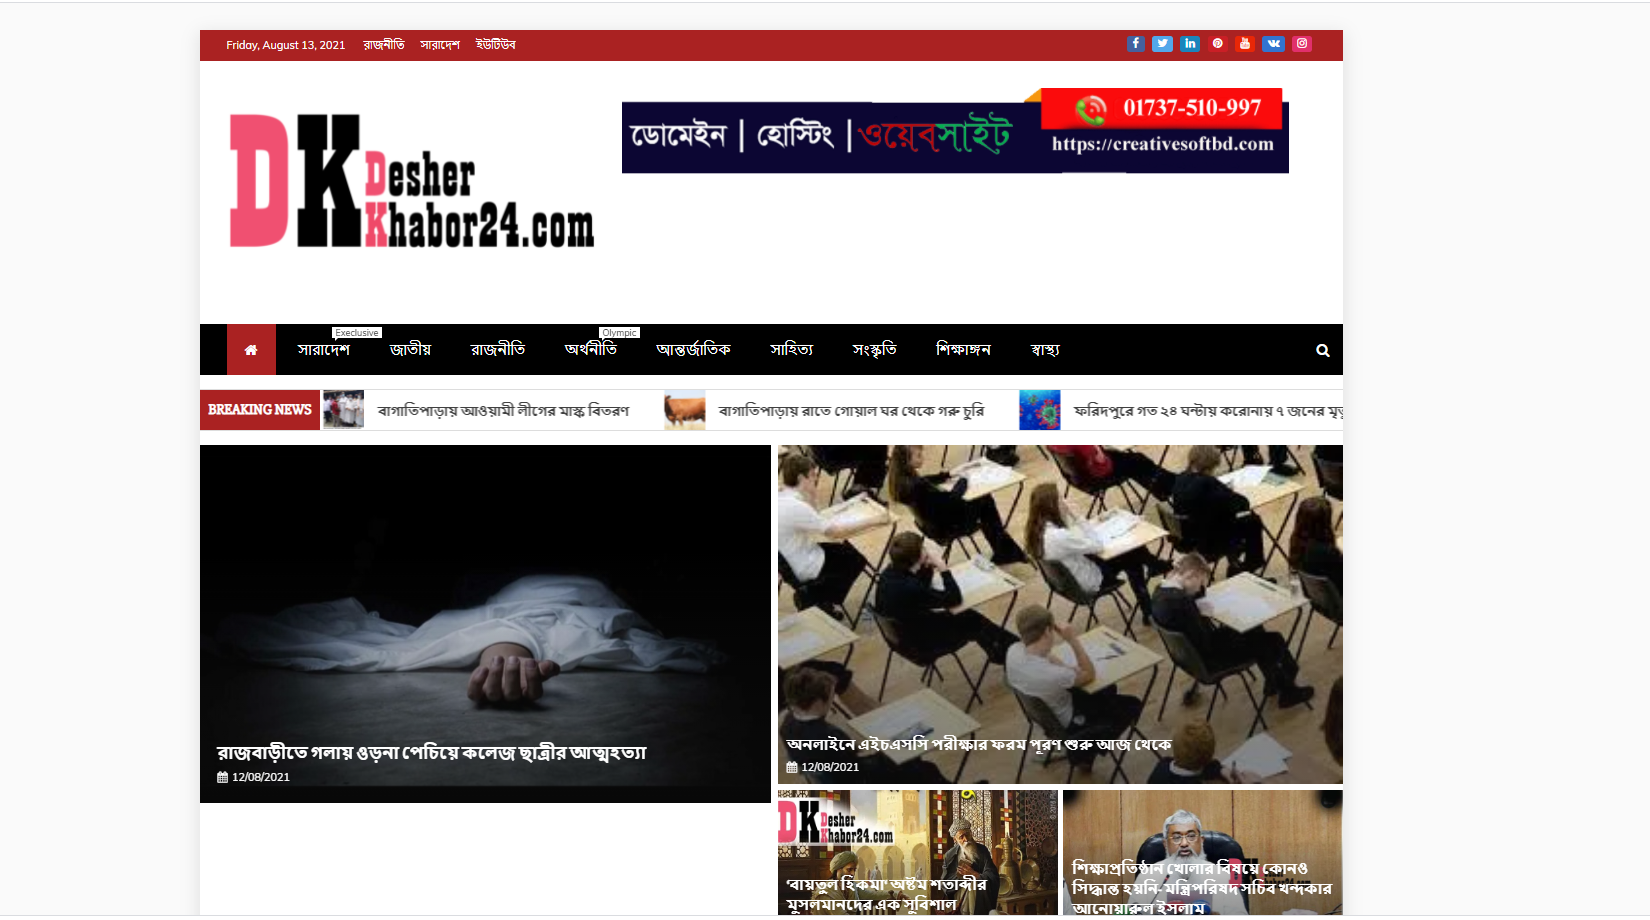 Friday, August 13, 2021 রাজনীতি সারাদেশ ইউটিউব
DK Desher Khabor24.com
ডোমেইন | হোস্টিং | ওয়েবসাইট
01737-510-997
https://creativesoftbd.com
Execlusive
Olympic
সারাদেশ জাতীয় রাজনীতি অর্থনীতি আন্তর্জাতিক সাহিত্য সংস্কৃতি শিক্ষাঙ্গন স্বাস্থ্য
BREAKING NEWS বাগাতিপাড়ায় আওয়ামী লীগের মাস্ক বিতরণ বাগাতিপাড়ায় রাতে গোয়াল ঘর থেকে গরু চুরি ফরিদপুরে গত ২৪ ঘন্টায় করোনায় ৭ জনের
রাজবাড়ীতে গলায় ওড়না পেচিয়ে কলেজ ছাত্রীর আত্মহত্যা
12/08/2021
অনলাইনে এইচএসসি পরীক্ষার ফরম পূরণ শুরু আজ থেকে
12/08/2021
DK Desher Khabor24.com
'বায়তুল হিকমা' অষ্টম শতাব্দীর
মুসলমানদের এক সুবিশাল
শিক্ষাপ্রতিষ্ঠান খোলার বিষয়ে কোনও
সিদ্ধান্ত হয়নি-মন্ত্রিপরিষদ সচিব খন্দকার
আনোয়ারুল ইসলাম